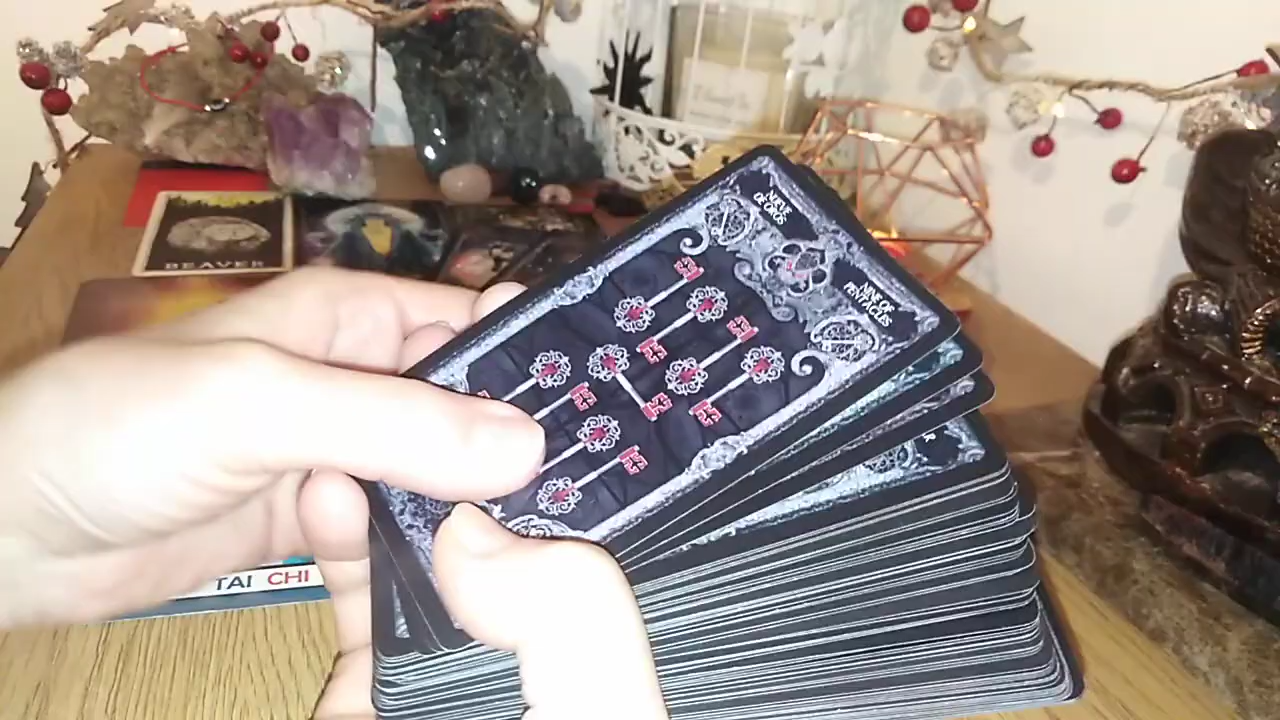 BEAVER
NUEVE
DE OROS
NINE OF
PENTACLES
TAI CHI